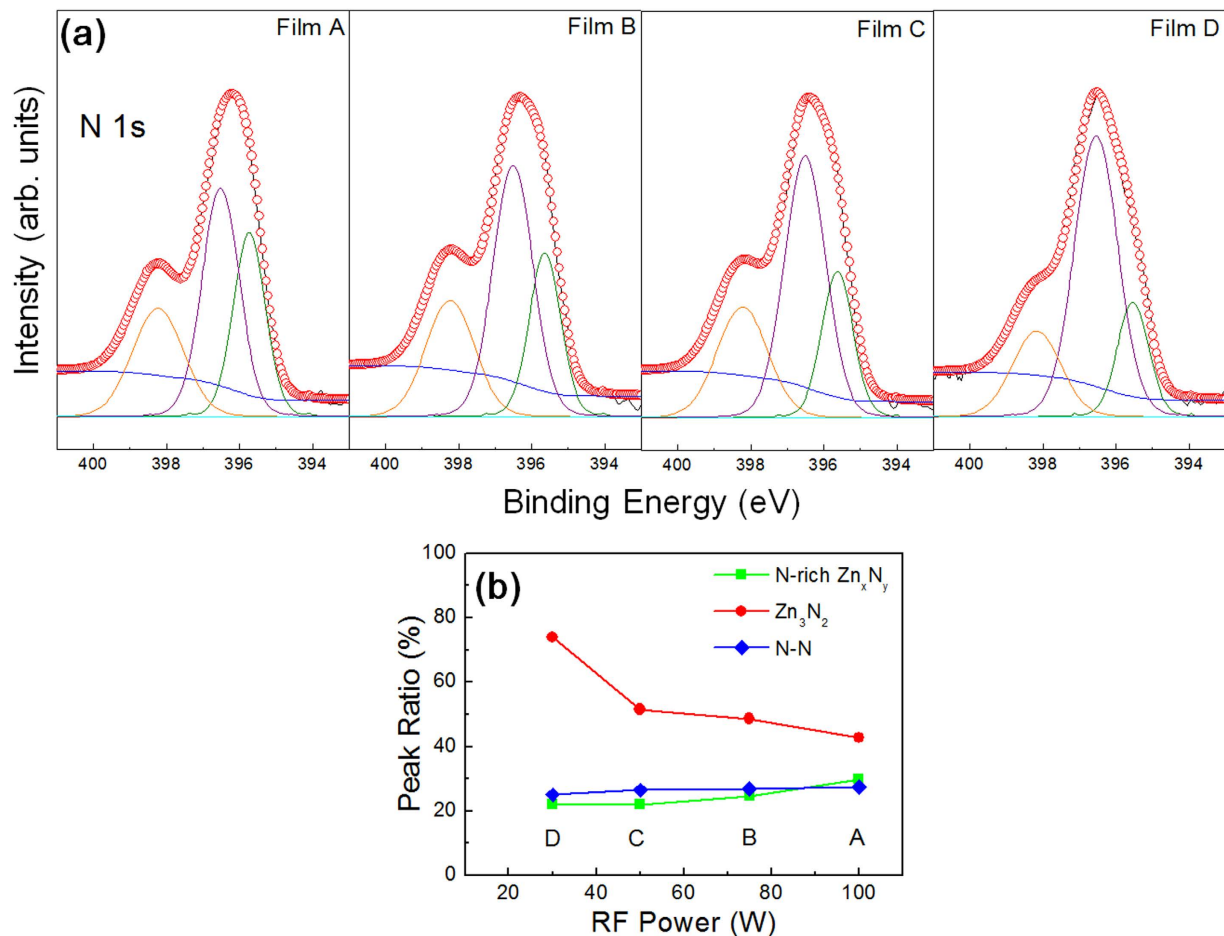 (a)
Film A
Film B
Film C
Film D
N 1s
Intensity (arb. units)
400 398 396 394
400 398 396 394
400 398 396 394
400 398 396 394
Binding Energy (eV)
(b)
N-rich ZnxNy
Zn3N2
N-N
Peak Ratio (%)
100
80
60
40
20
0
D C B A
20 40 60 80 100
RF Power (W)